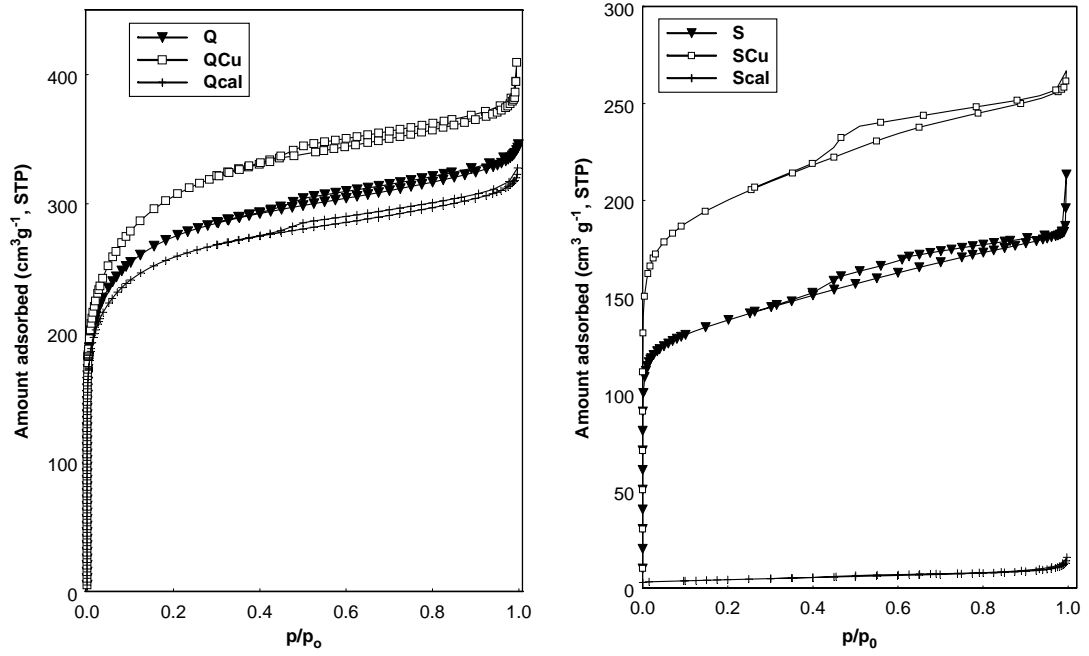 Q
QCu
Qcal
400
300
200
100
0
0.0 0.2 0.4 0.6 0.8 1.0
p/pₒ
Amount adsorbed (cm³g⁻¹, STP)
S
SCu
Scal
300
250
200
150
100
50
0
0.0 0.2 0.4 0.6 0.8 1.0
p/p₀
Amount adsorbed (cm³g⁻¹, STP)